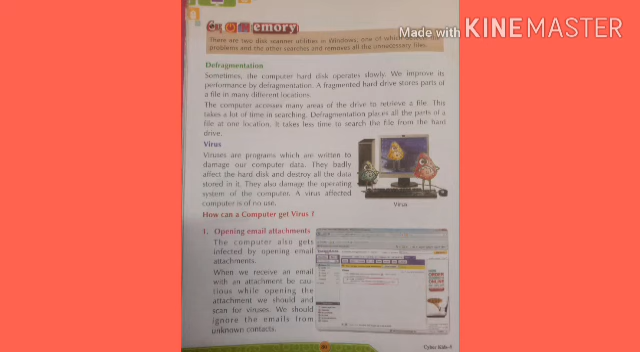 Made with KINEMASTER
By memory
There are two disk scanner utilities in Windows, one of which
problems and the other searches and removes all the unnecessary files.
Defragmentation
Sometimes, the computer hard disk operates slowly. We improve its
performance by defragmentation. A fragmented hard drive stores parts of
a file in many different locations.
The computer accesses many areas of the drive to retrieve a file. This
takes a lot of time in searching. Defragmentation places all the parts of a
file at one location. It takes less time to search the file from the hard
drive.
Virus
Viruses are programs which are written to
damage our computer data. They badly
affect the hard disk and destroy all the data
stored in it. They also damage the operating
system of the computer. A virus affected
computer is of no use.
Virus
How can a Computer get Virus ?
1. Opening email attachments
The computer also gets
infected by opening email
attachments.
When we receive an email
with an attachment be cau-
tious while opening the
attachment we should and
scan for viruses. We should
ignore the emails from
unknown contacts.